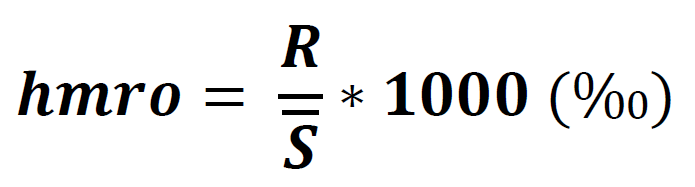 hmro = R / S̅ * 1000 (‰)